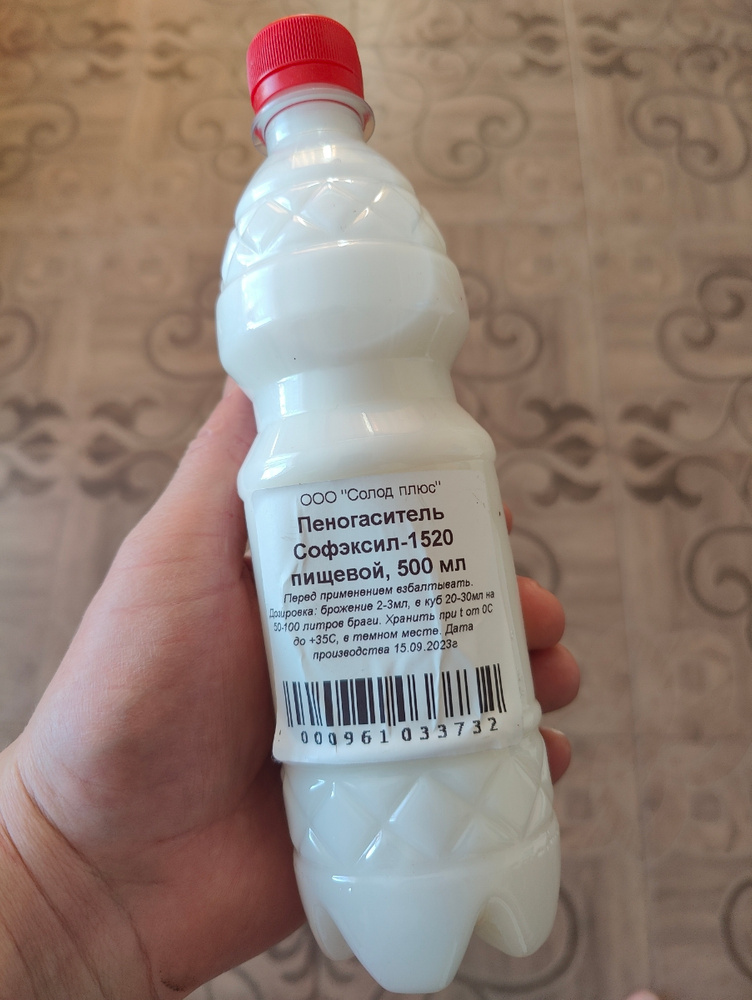 ООО "Солод плюс"
Пеногаситель
Софэксил-1520
пищевой, 500 мл
Перед применением взбалтывать.
Дозировка: брожение 2-3мл, в куб 20-30мл на
50-100 литров браги. Хранить при t от 0С
до +35С, в темном месте. Дата
производства 15.09.2023г
000961033732